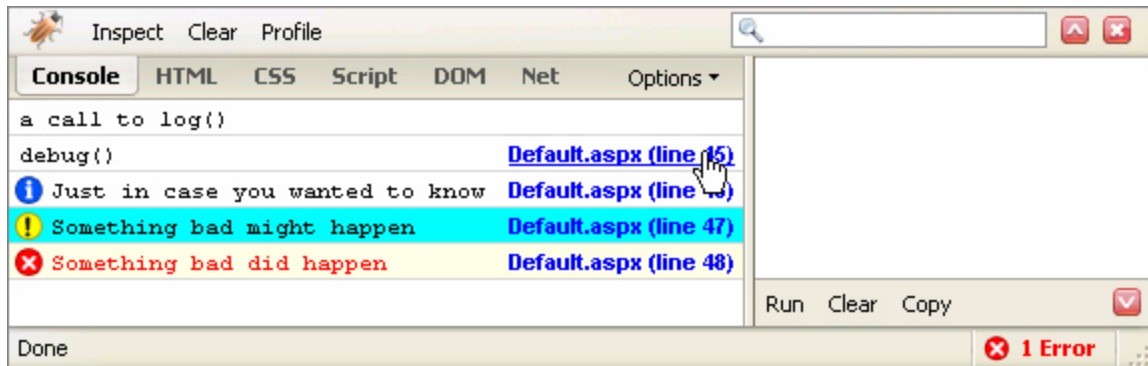 Inspect Clear Profile
Console HTML CSS Script DOM Net Options
a call to log()
debug() Default.aspx (line 45)
Just in case you wanted to know Default.aspx (line
Something bad might happen Default.aspx (line 47)
Something bad did happen Default.aspx (line 48)
Run Clear Copy
Done 1 Error